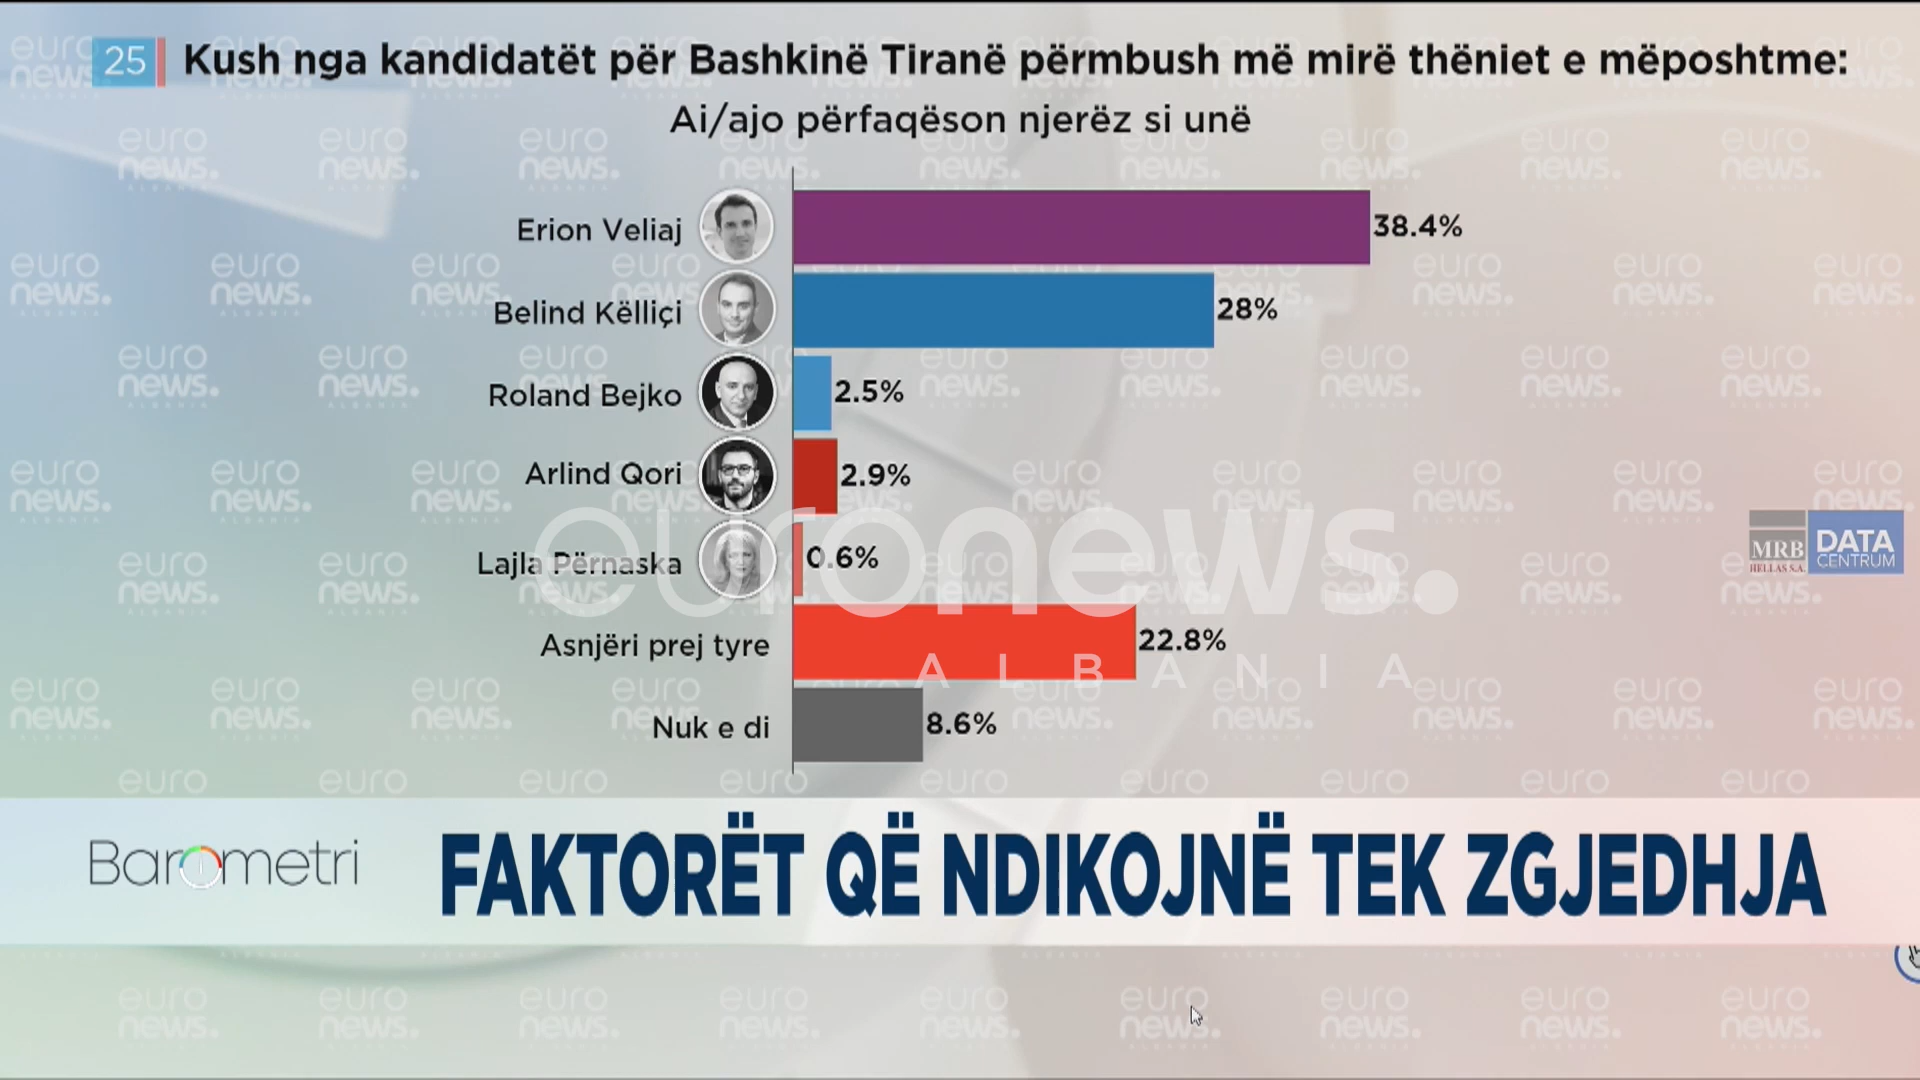 25 Kush nga kandidatët për Bashkinë Tiranë përmbush më mirë thëniet e mëposhtme:
Ai/ajo përfaqëson njerëz si unë
Erion Veliaj 38.4%
Belind Këlliçi 28%
Roland Bejko 2.5%
Arlind Qori 2.9%
Lajla Përnaska 0.6%
Asnjëri prej tyre 22.8%
Nuk e di 8.6%
euronews.
ALBANIA
MRB HELLAS S.A. DATA CENTRUM
Barometri FAKTORËT QË NDIKOJNË TEK ZGJEDHJA